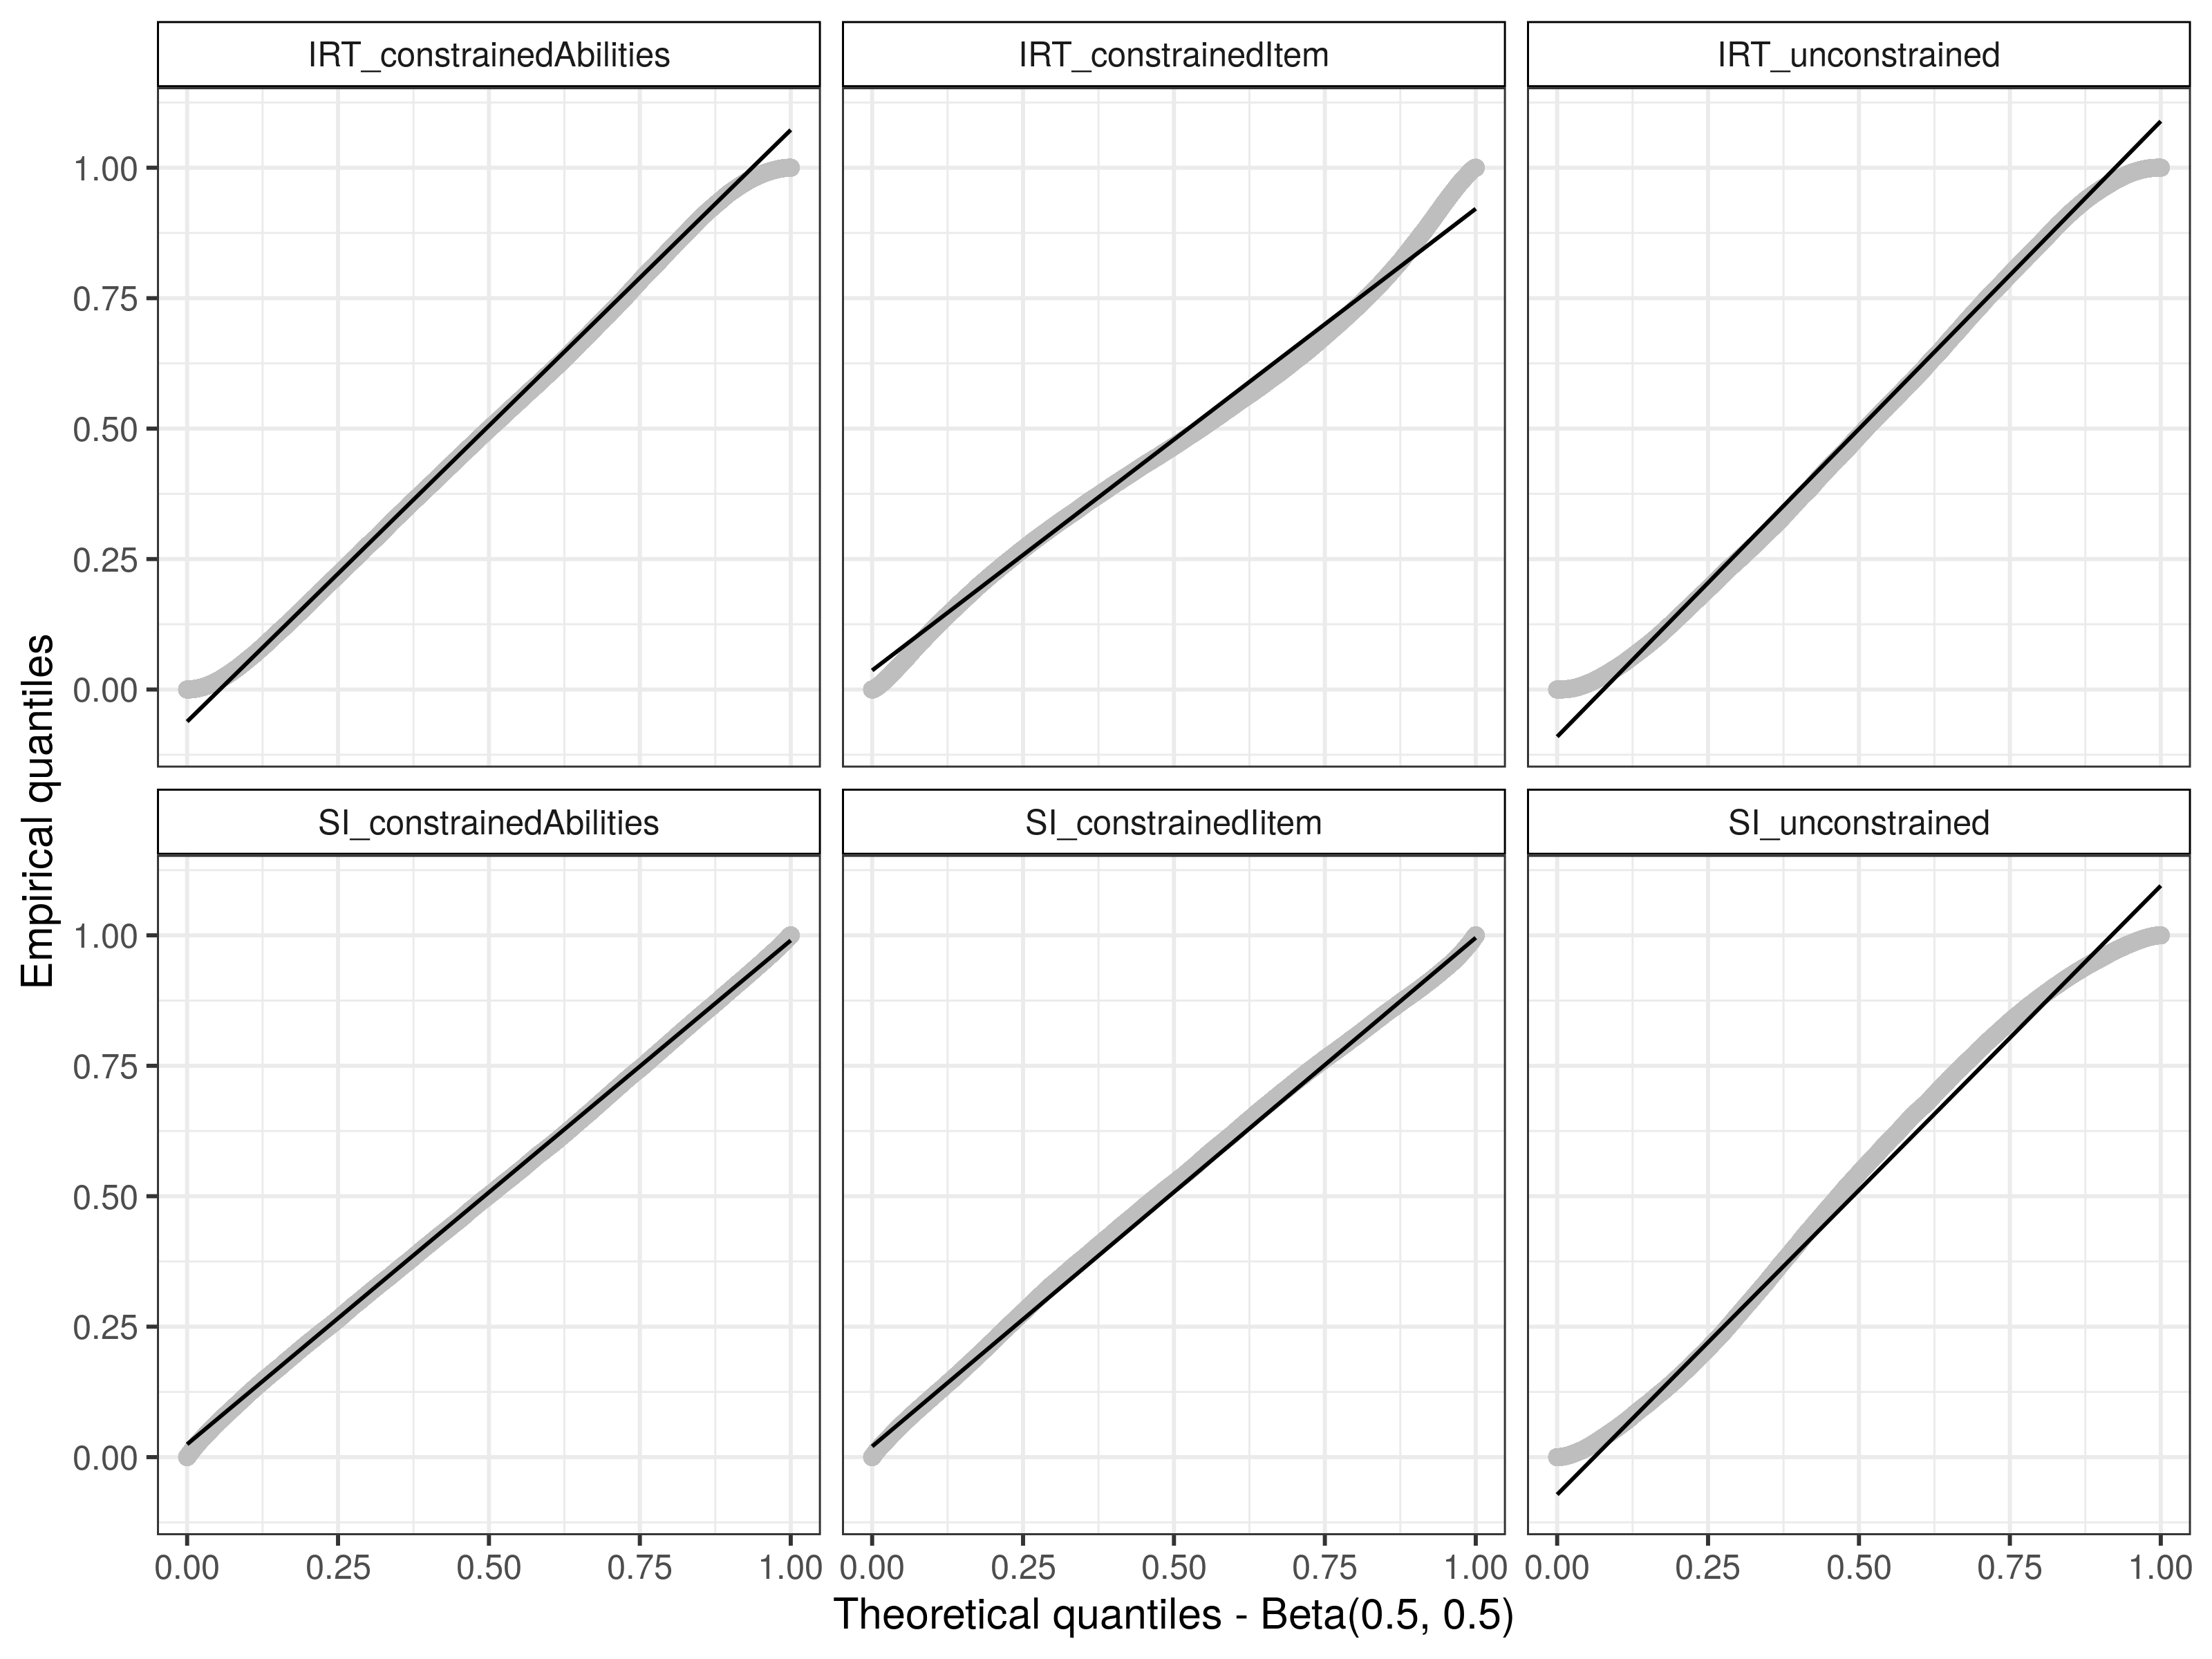 IRT_constrainedAbilities
IRT_constrainedItem
IRT_unconstrained
1.00
0.75
0.50
0.25
0.00
Empirical quantiles
SI_constrainedAbilities
SI_constrainedIitem
SI_unconstrained
1.00
0.75
0.50
0.25
0.00
0.00 0.25 0.50 0.75 1.00
0.00 0.25 0.50 0.75 1.00
0.00 0.25 0.50 0.75 1.00
Theoretical quantiles - Beta(0.5, 0.5)